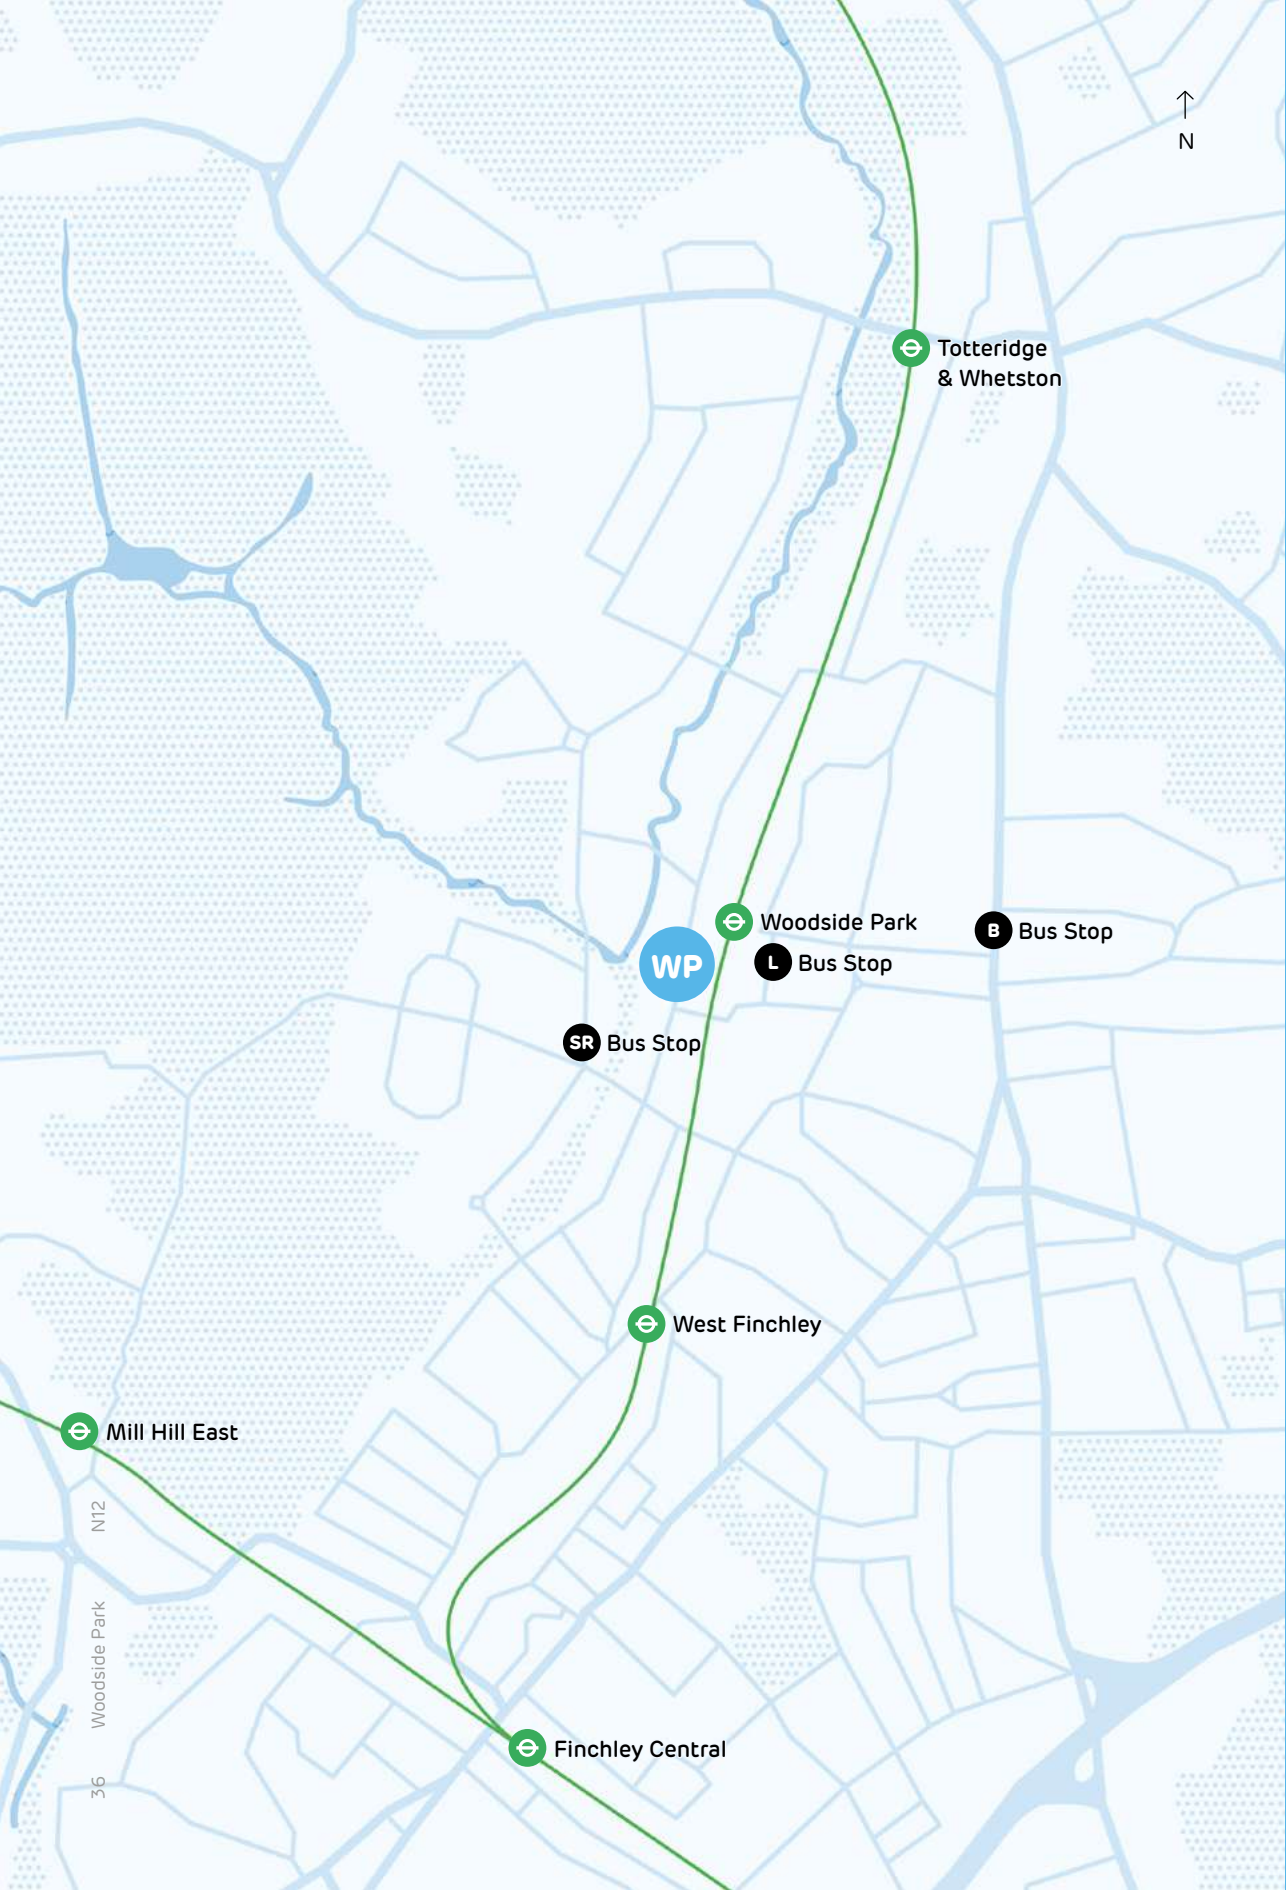 N
Totteridge
& Whetston
Woodside Park
B Bus Stop
WP
L Bus Stop
SR Bus Stop
West Finchley
Mill Hill East
Finchley Central
36 Woodside Park N12